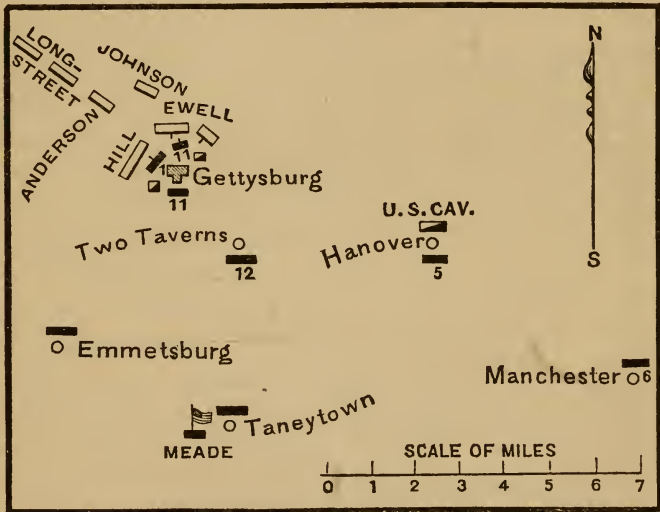 LONG-
STREET
JOHNSON
EWELL
ANDERSON
HILL
11
1
Gettysburg
11
N
S
U.S. CAV.
Two Taverns
12
Hanover
5
Emmetsburg
Manchester 6
Taneytown
MEADE
SCALE OF MILES
0 1 2 3 4 5 6 7